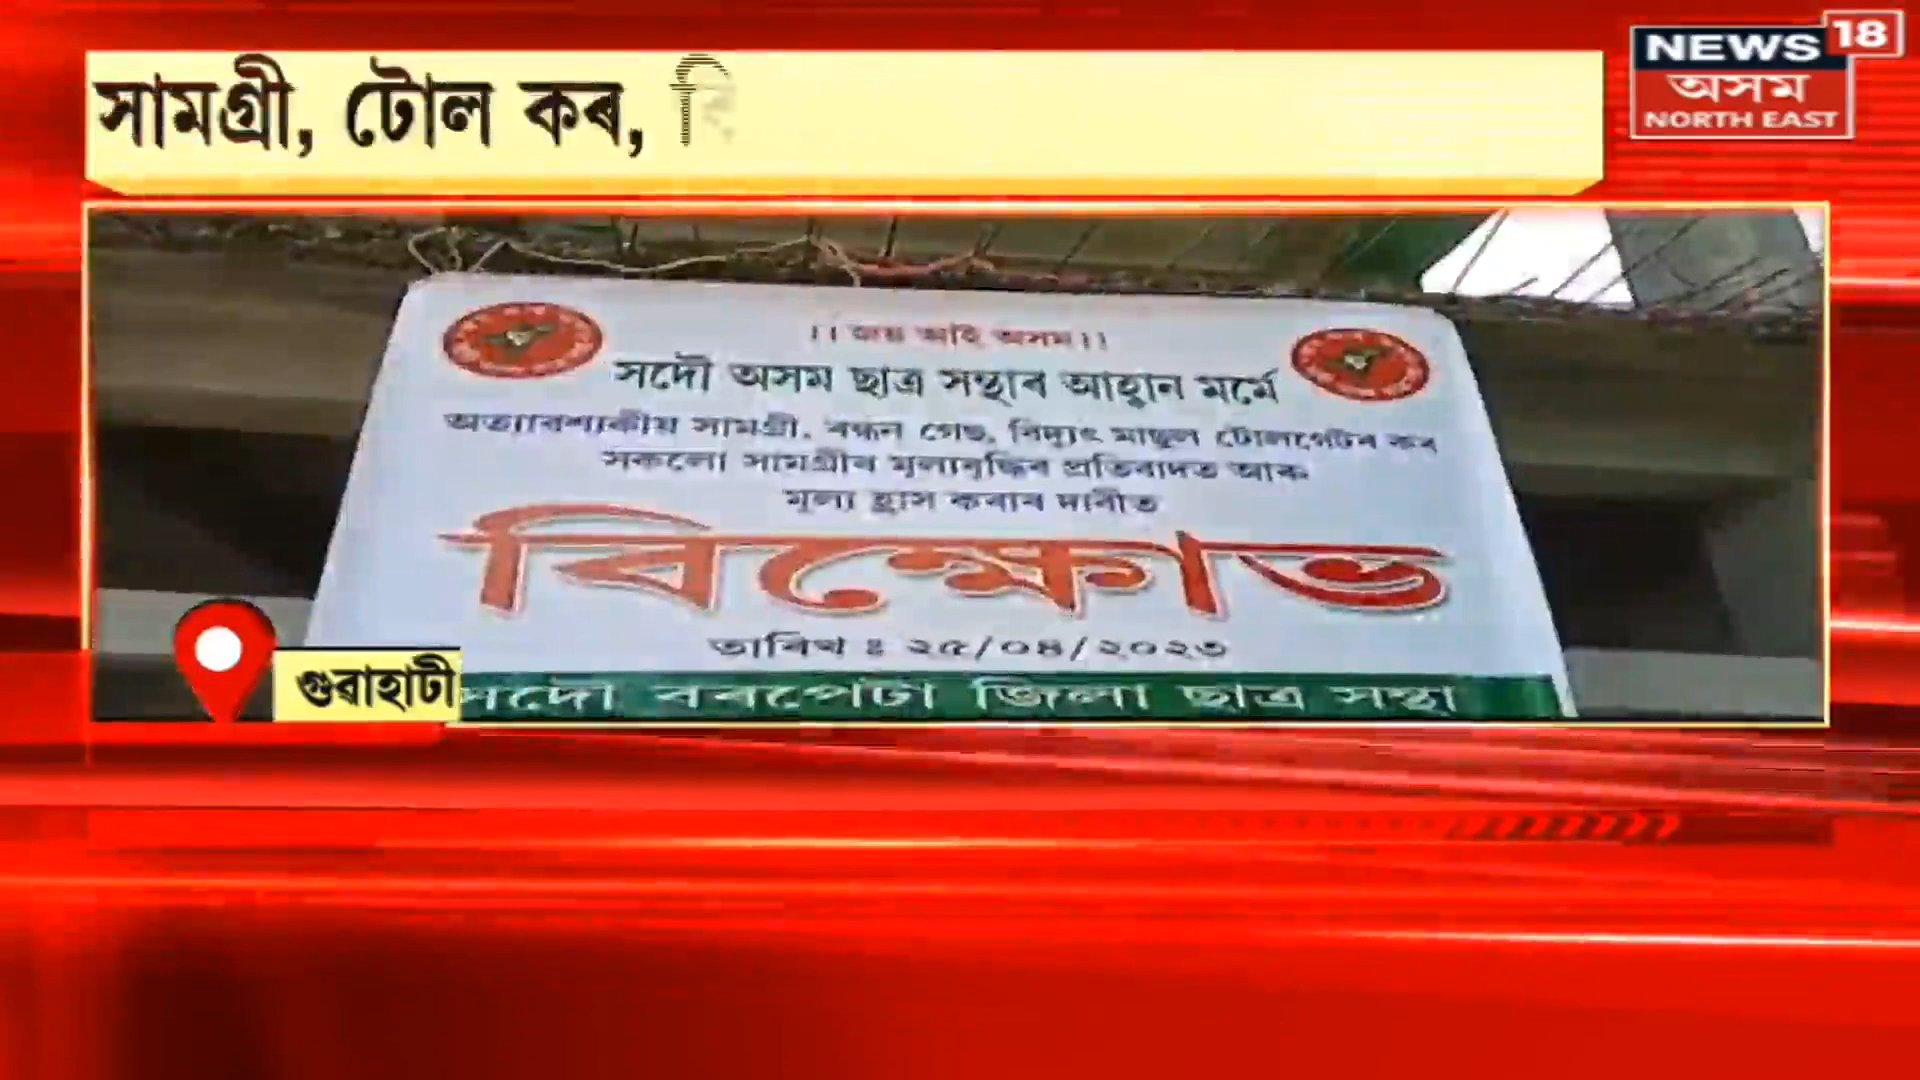 NEWS 18
অসম
NORTH EAST
সামগ্ৰী, টোল কৰ,
।। জয় আই অসম।।
সদৌ অসম ছাত্ৰ সন্থাৰ আহ্বান মৰ্মে
অত্যাৱশ্যকীয় সামগ্ৰী, ৰন্ধন গেছ, বিদ্যুৎ মাচুল টোলগেটৰ কৰ
সকলো সামগ্ৰীৰ মূল্যবৃদ্ধিৰ প্ৰতিবাদত আৰু
মূল্য হ্ৰাস কৰাৰ দাবীত
বিক্ষোভ
তাৰিখ ঃ ২৫/০৪/২০২৩
গুৱাহাটী
সদৌ বৰপেটা জিলা ছাত্ৰ সন্থা